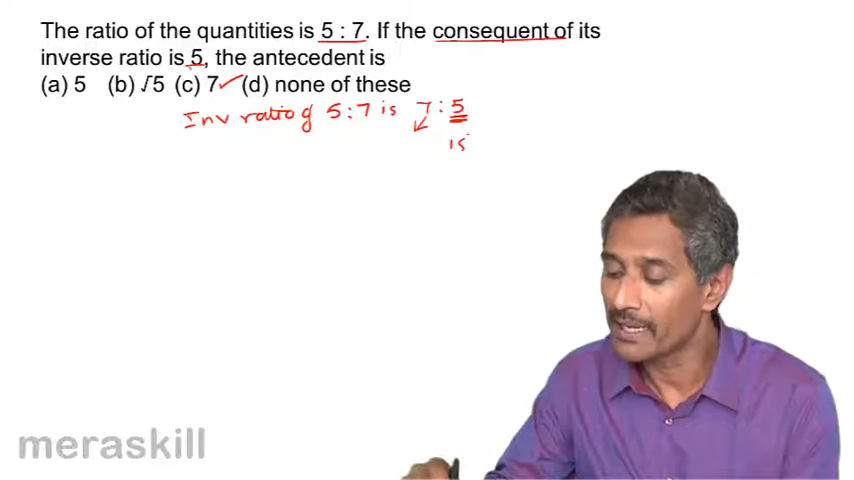 The ratio of the quantities is 5 : 7. If the consequent of its
inverse ratio is 5, the antecedent is
(a) 5 (b) √5 (c) 7 (d) none of these
Inv ratio of 5:7 is 7:5
15
meraskill